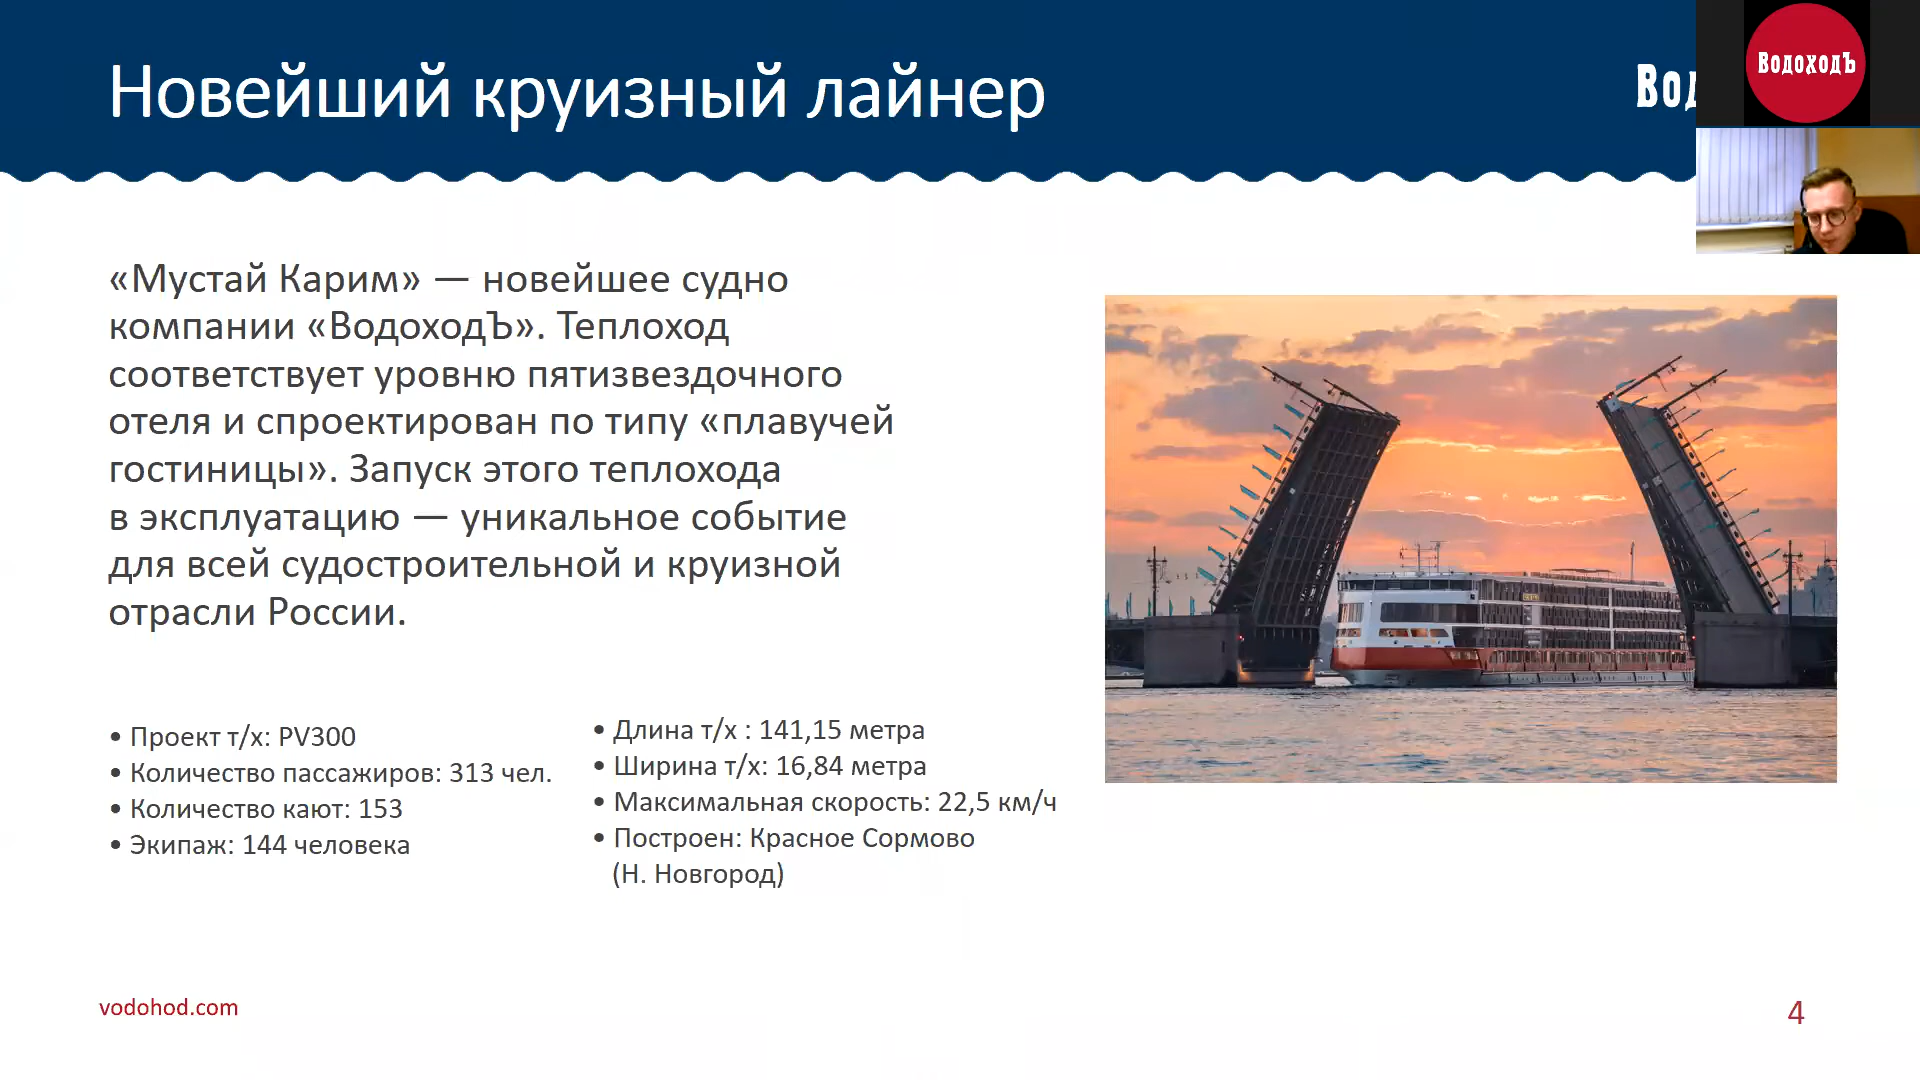 Новейший круизный лайнер
ВодоходЪ
«Мустай Карим» — новейшее судно
компании «ВодоходЪ». Теплоход
соответствует уровню пятизвездочного
отеля и спроектирован по типу «плавучей
гостиницы». Запуск этого теплохода
в эксплуатацию — уникальное событие
для всей судостроительной и круизной
отрасли России.
• Проект т/х: PV300
• Количество пассажиров: 313 чел.
• Количество кают: 153
• Экипаж: 144 человека
• Длина т/х : 141,15 метра
• Ширина т/х: 16,84 метра
• Максимальная скорость: 22,5 км/ч
• Построен: Красное Сормово
(Н. Новгород)
vodohod.com
4